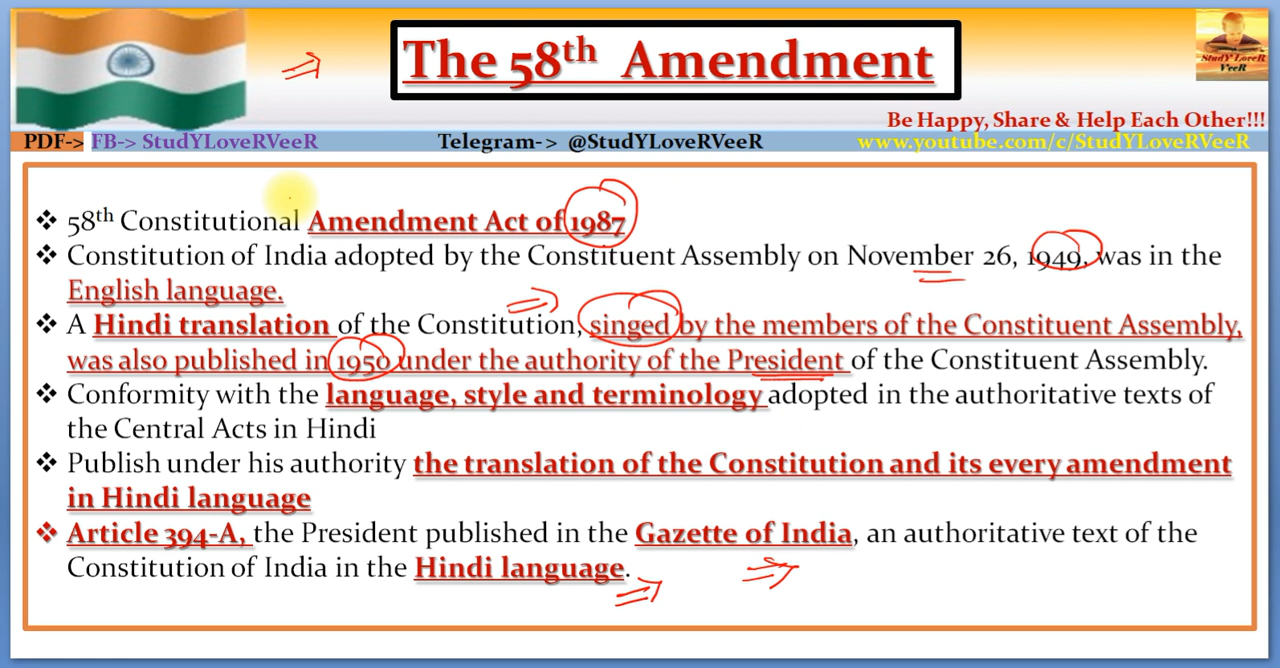 The 58th Amendment
StudY LoveR
VeeR
Be Happy, Share & Help Each Other!!!
PDF-> FB-> StudYLoveRVeeR Telegram-> @StudYLoveRVeeR www.youtube.com/c/StudYLoveRVeeR
❖ 58th Constitutional Amendment Act of 1987
❖ Constitution of India adopted by the Constituent Assembly on November 26, 1949, was in the
English language.
❖ A Hindi translation of the Constitution, singed by the members of the Constituent Assembly,
was also published in 1950 under the authority of the President of the Constituent Assembly.
❖ Conformity with the language, style and terminology adopted in the authoritative texts of
the Central Acts in Hindi
❖ Publish under his authority the translation of the Constitution and its every amendment
in Hindi language
❖ Article 394-A, the President published in the Gazette of India, an authoritative text of the
Constitution of India in the Hindi language.